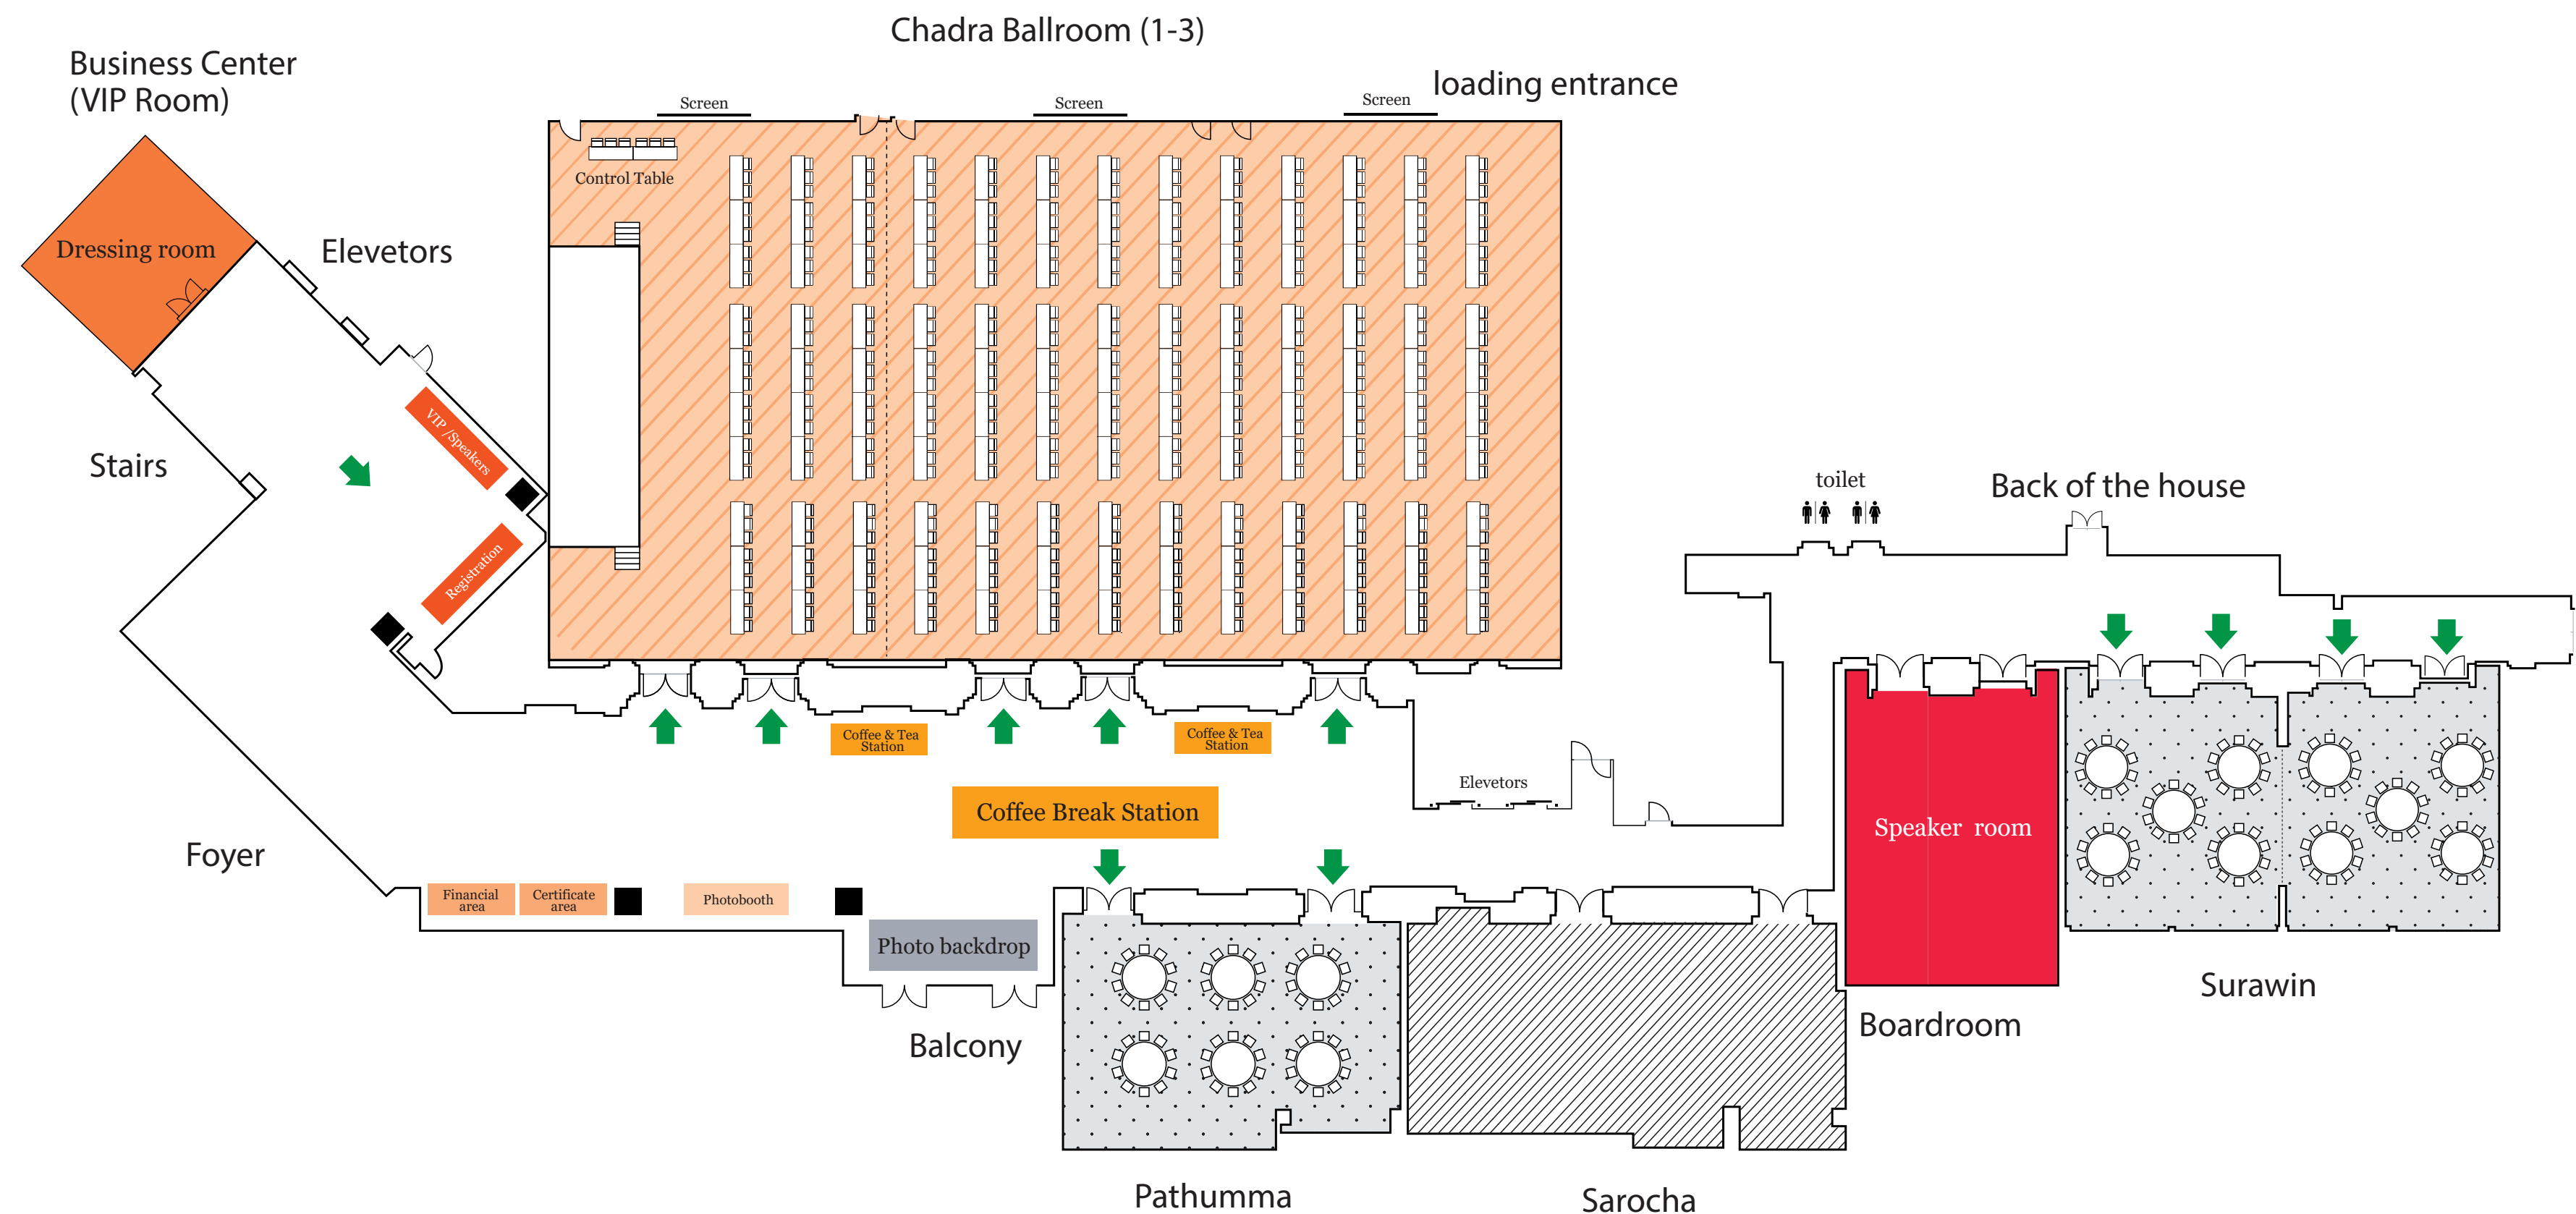 Chadra Ballroom (1-3)
Business Center
(VIP Room)
loading entrance
Screen
Screen
Screen
Control Table
Dressing room
Elevetors
VIP /Speakers
Stairs
Registration
toilet
Back of the house
Coffee & Tea
Station
Coffee & Tea
Station
Elevetors
Coffee Break Station
Speaker room
Foyer
Financial
area
Certificate
area
Photobooth
Photo backdrop
Surawin
Boardroom
Balcony
Pathumma
Sarocha